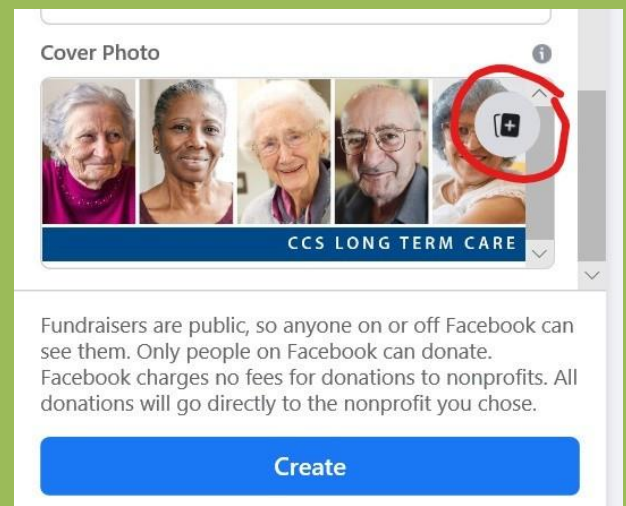 Cover Photo
CCS LONG TERM CARE
Fundraisers are public, so anyone on or off Facebook can
see them. Only people on Facebook can donate.
Facebook charges no fees for donations to nonprofits. All
donations will go directly to the nonprofit you chose.
Create